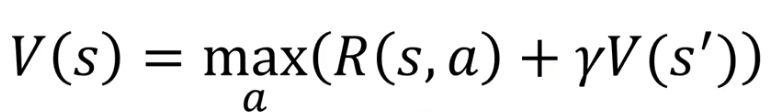 V(s) = max(R(s, a) + γV(s′))
a